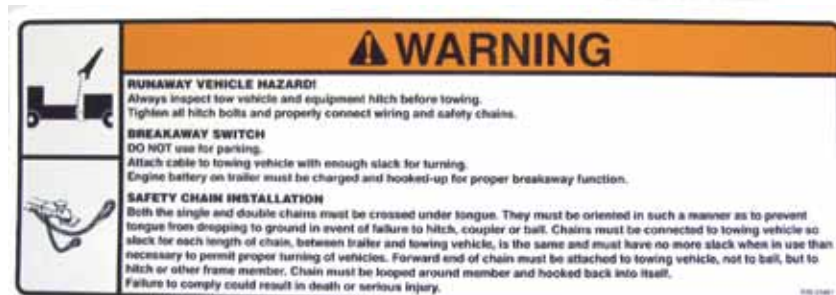 WARNING
RUNAWAY VEHICLE HAZARD!
Always inspect tow vehicle and equipment hitch before towing.
Tighten all hitch bolts and properly connect wiring and safety chains.
BREAKAWAY SWITCH
DO NOT use for parking.
Attach cable to towing vehicle with enough slack for turning.
Engine battery on trailer must be charged and hooked-up for proper breakaway function.
SAFETY CHAIN INSTALLATION
Both the single and double chains must be crossed under tongue. They must be oriented in such a manner as to prevent
tongue from dropping to ground in event of failure to hitch, coupler or ball. Chains must be connected to towing vehicle so
slack for each length of chain, between trailer and towing vehicle, is the same and must have no more slack when in use than
necessary to permit proper turning of vehicles. Forward end of chain must be attached to towing vehicle, not to ball, but to
hitch or other frame member. Chain must be looped around member and hooked back into itself.
Failure to comply could result in death or serious injury.